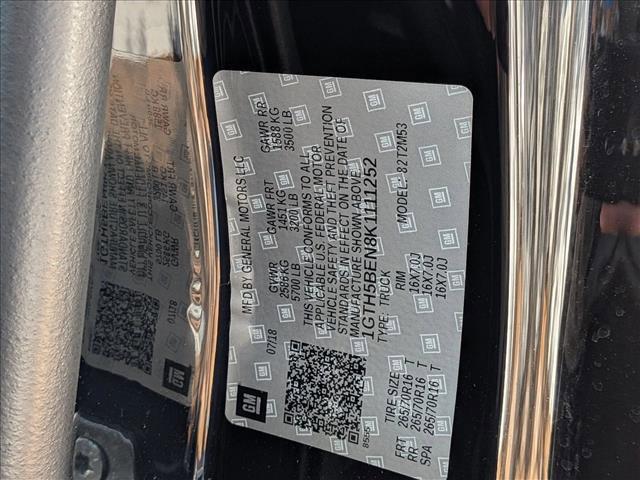 MFD BY GENERAL MOTORS LLC
07/18 GVWR GAWR FRT GAWR RR
2585 KG 1451 KG 1588 KG
5700 LB 3200 LB 3500 LB
THIS VEHICLE CONFORMS TO ALL
APPLICABLE U.S. FEDERAL MOTOR
VEHICLE SAFETY AND THEFT PREVENTION
STANDARDS IN EFFECT ON THE DATE OF
MANUFACTURE SHOWN ABOVE.
1GTH5BEN8K1111252
TYPE: TRUCK MODEL: 82T2M53
TIRE SIZE RIM
FRT 265/70R16 T 16X7.0J
RR 265/70R16 T 16X7.0J
SPA 265/70R16 T 16X7.0J
GM